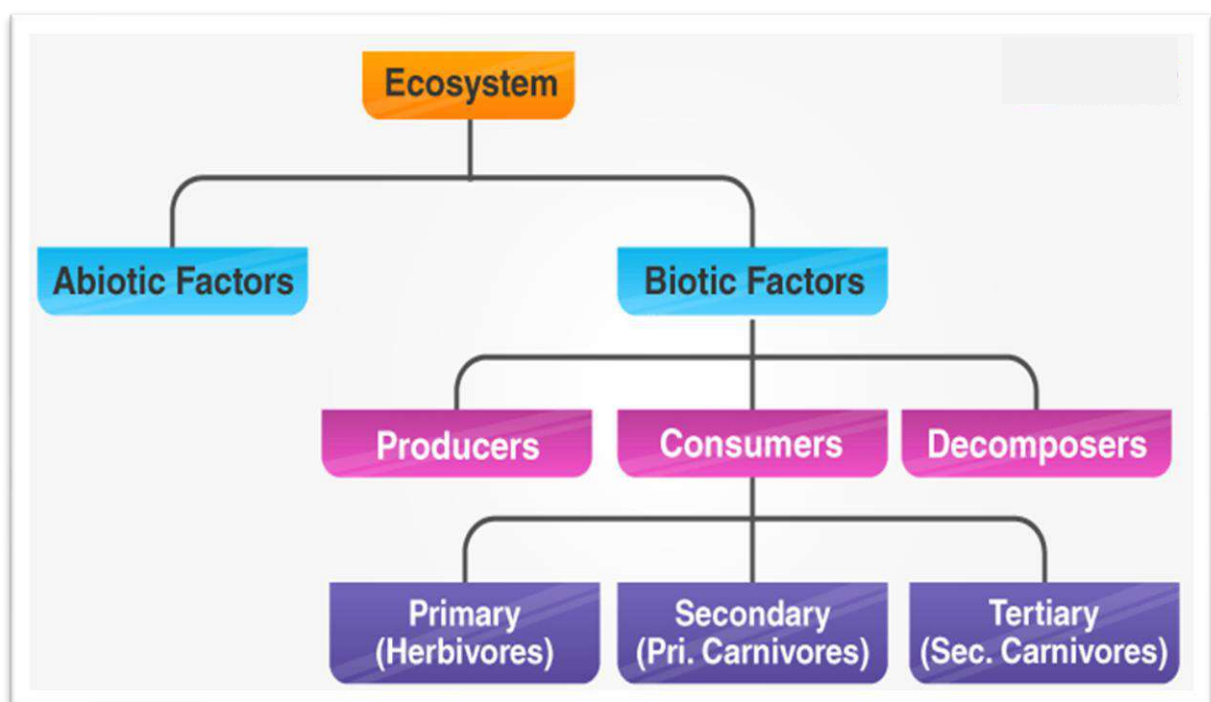 Ecosystem
Abiotic Factors
Biotic Factors
Producers
Consumers
Decomposers
Primary
(Herbivores)
Secondary
(Pri. Carnivores)
Tertiary
(Sec. Carnivores)